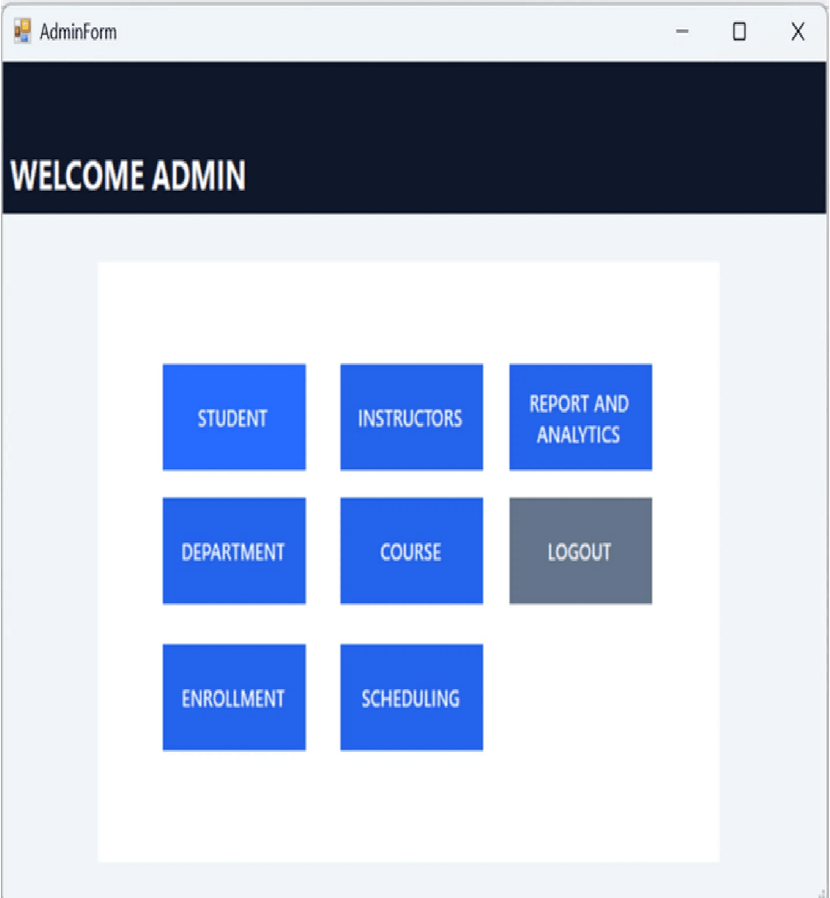 AdminForm
WELCOME ADMIN
STUDENT
INSTRUCTORS
REPORT AND
ANALYTICS
DEPARTMENT
COURSE
LOGOUT
ENROLLMENT
SCHEDULING